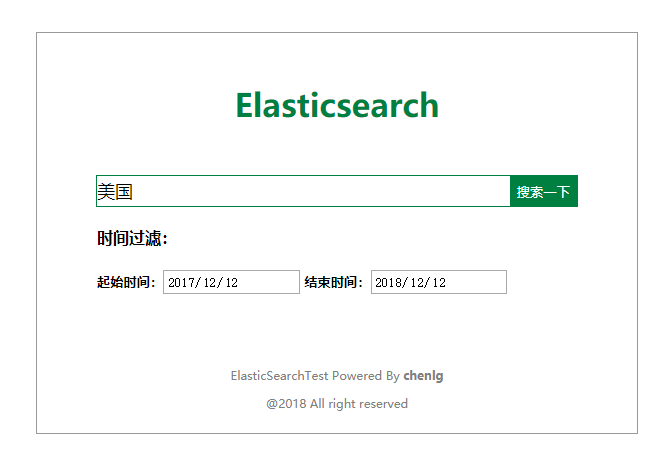 Elasticsearch
美国 搜索一下
时间过滤：
起始时间： 2017/12/12 结束时间： 2018/12/12
ElasticSearchTest Powered By chenlg
@2018 All right reserved